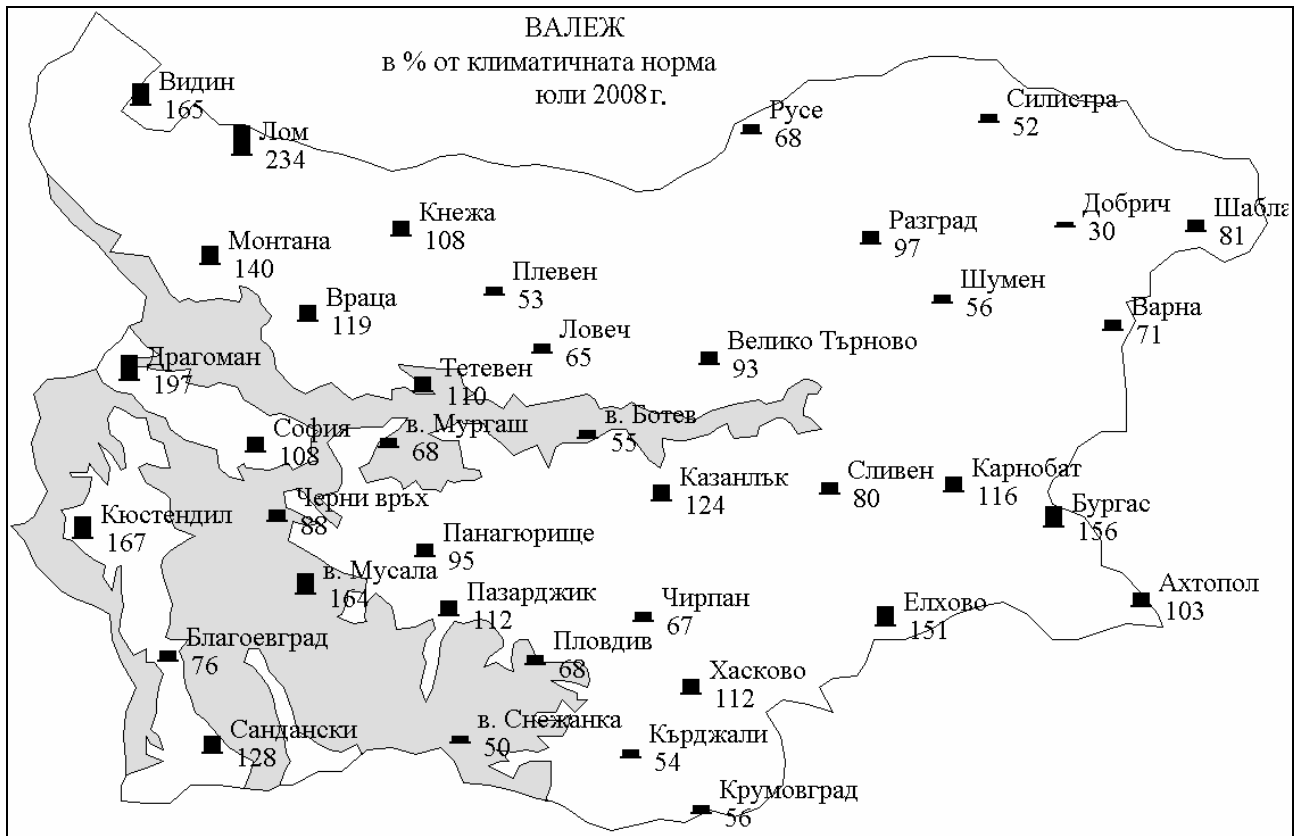 ВАЛЕЖ
в % от климатичната норма
юли 2008 г.
Видин
165
Лом
234
Русе
68
Силистра
52
Кнежа
108
Монтана
140
Разград
97
Добрич
30
Шабла
81
Плевен
53
Враца
119
Шумен
56
Варна
71
Ловеч
65
Велико Търново
93
Драгоман
197
Тетевен
110
София
108
в. Мургаш
68
в. Ботев
55
Казанлък
124
Сливен
80
Карнобат
116
Бургас
156
Черни връх
88
Кюстендил
167
Панагюрище
95
в. Мусала
164
Пазарджик
112
Чирпан
67
Елхово
151
Ахтопол
103
Благоевград
76
Пловдив
68
Хасково
112
Сандански
128
в. Снежанка
50
Кърджали
54
Крумовград
56